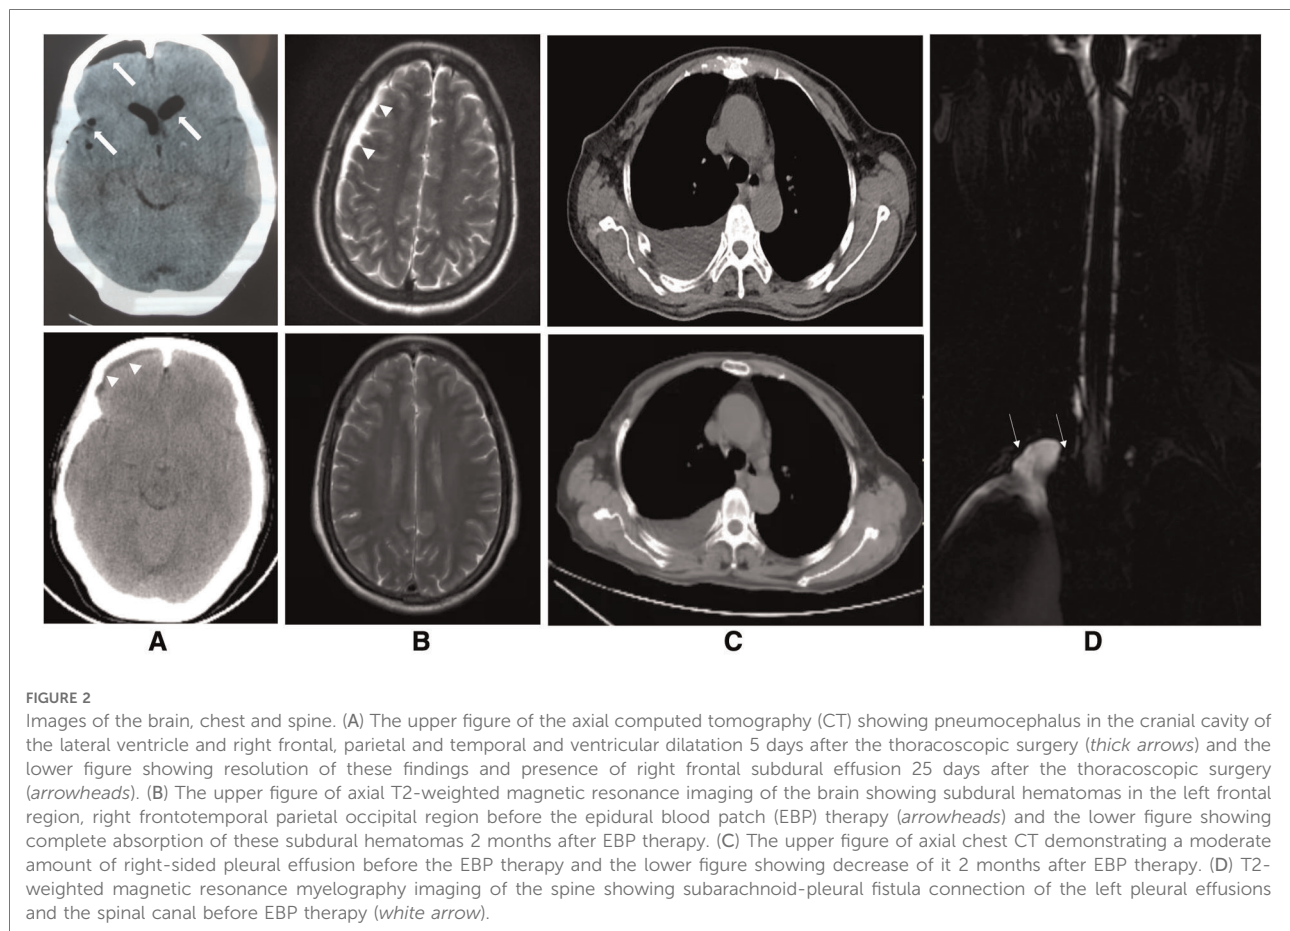 A
B
C
D
FIGURE 2
Images of the brain, chest and spine. (A) The upper figure of the axial computed tomography (CT) showing pneumocephalus in the cranial cavity of
the lateral ventricle and right frontal, parietal and temporal and ventricular dilatation 5 days after the thoracoscopic surgery (thick arrows) and the
lower figure showing resolution of these findings and presence of right frontal subdural effusion 25 days after the thoracoscopic surgery
(arrowheads). (B) The upper figure of axial T2-weighted magnetic resonance imaging of the brain showing subdural hematomas in the left frontal
region, right frontotemporal parietal occipital region before the epidural blood patch (EBP) therapy (arrowheads) and the lower figure showing
complete absorption of these subdural hematomas 2 months after EBP therapy. (C) The upper figure of axial chest CT demonstrating a moderate
amount of right-sided pleural effusion before the EBP therapy and the lower figure showing decrease of it 2 months after EBP therapy. (D) T2-
weighted magnetic resonance myelography imaging of the spine showing subarachnoid-pleural fistula connection of the left pleural effusions
and the spinal canal before EBP therapy (white arrow).